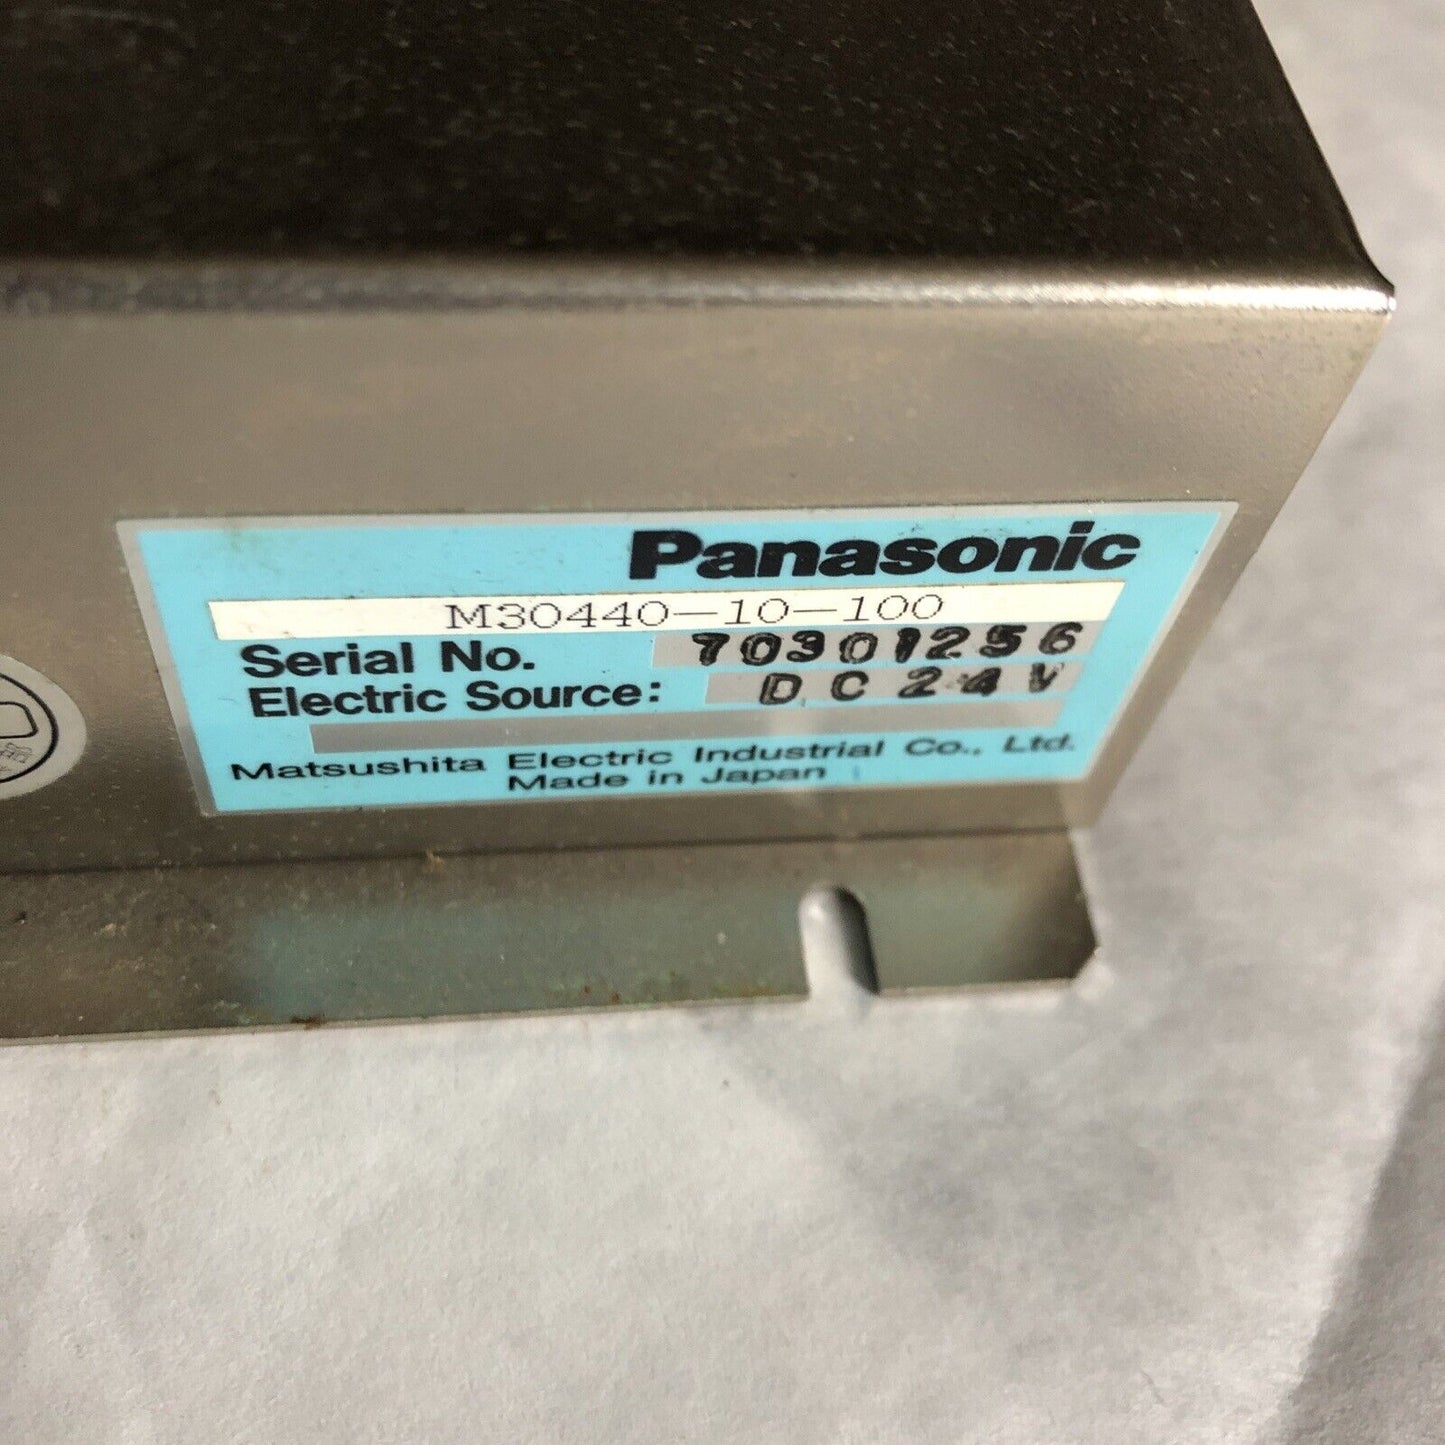 Panasonic
M30440-10-100
Serial No. 70301256
Electric Source: DC24V
Matsushita Electric Industrial Co., Ltd.
Made in Japan